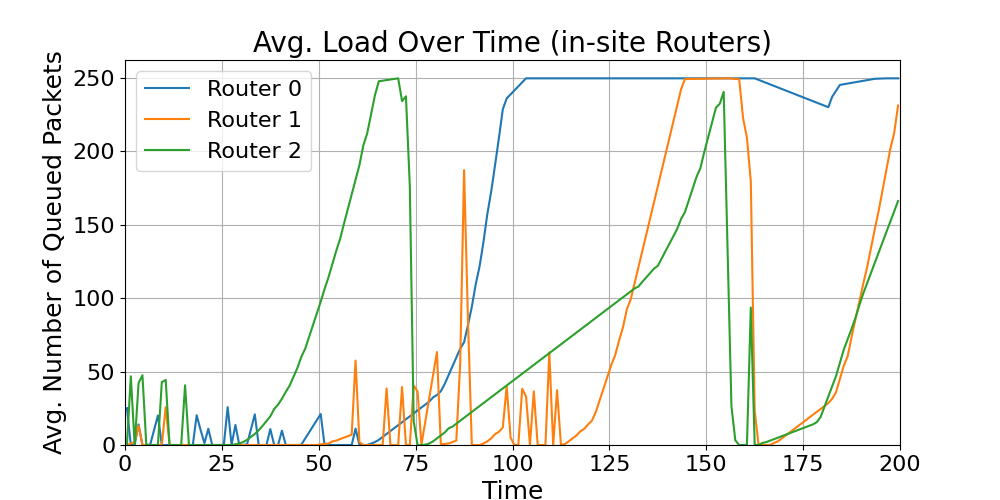 Avg. Load Over Time (in-site Routers)
Avg. Number of Queued Packets
250
200
150
100
50
0
Router 0
Router 1
Router 2
0 25 50 75 100 125 150 175 200
Time